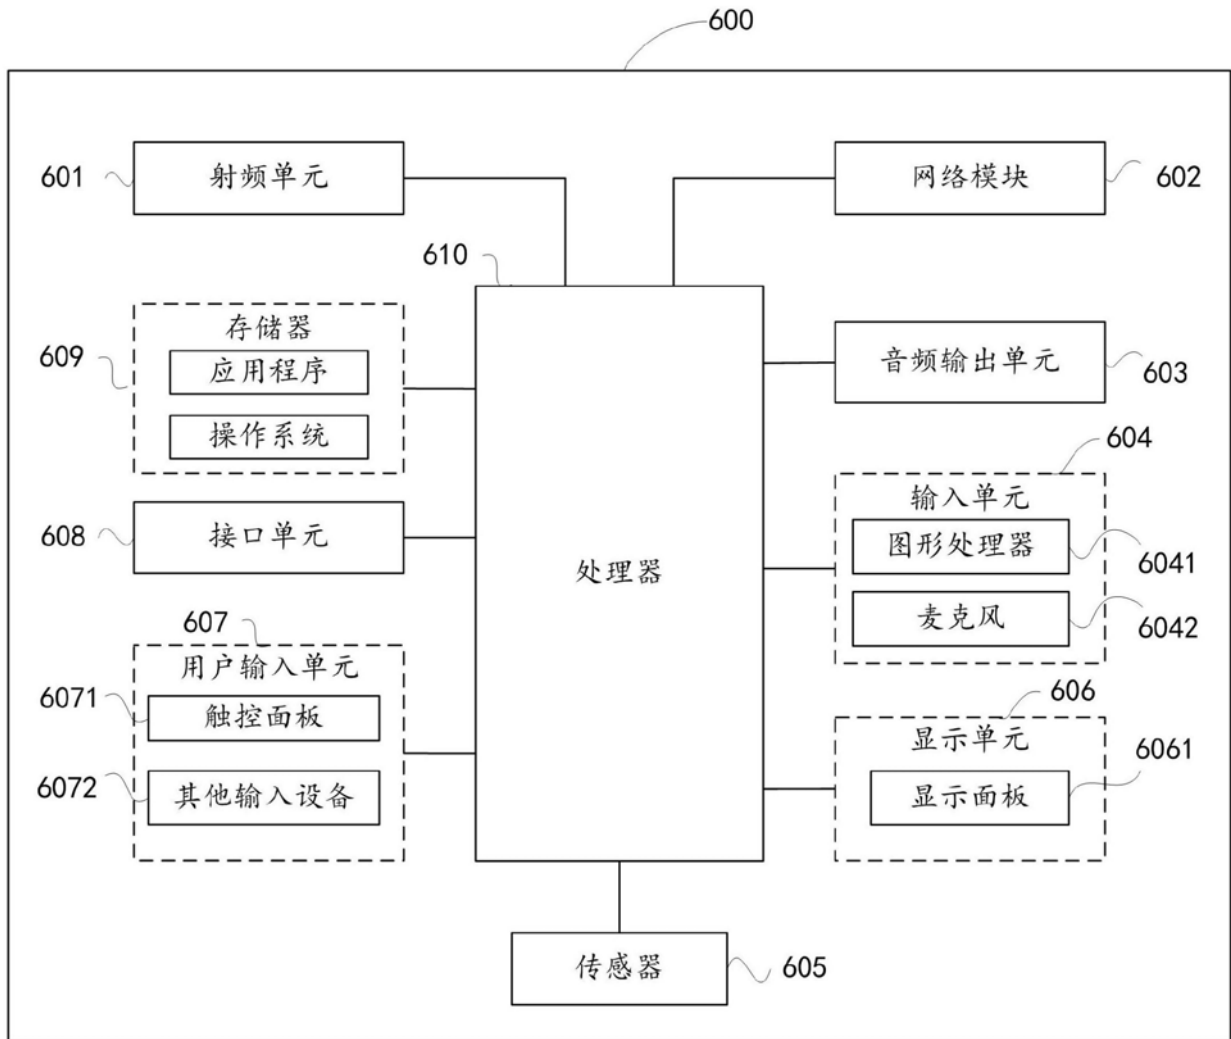 600
601
射频单元
网络模块
602
610
609
存储器
应用程序
操作系统
音频输出单元
603
604
输入单元
图形处理器
6041
麦克风
6042
608
接口单元
处理器
607
用户输入单元
6071
触控面板
6072
其他输入设备
606
显示单元
6061
显示面板
传感器
605